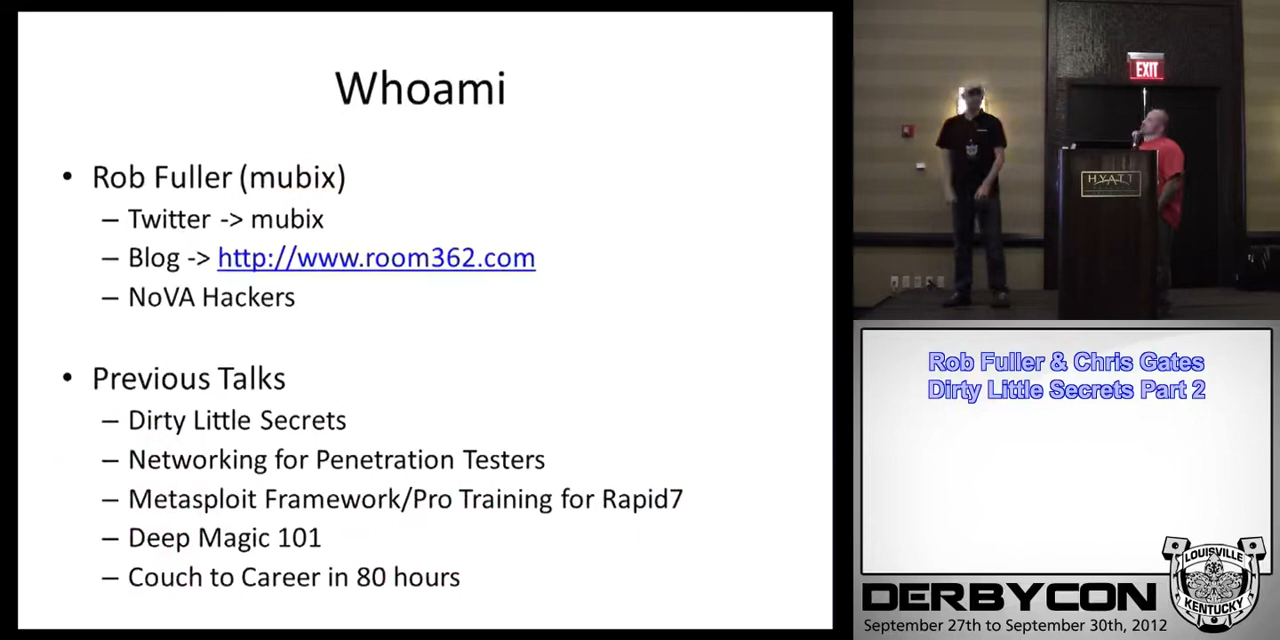 Whoami
• Rob Fuller (mubix)
– Twitter -> mubix
– Blog -> http://www.room362.com
– NoVA Hackers
• Previous Talks
– Dirty Little Secrets
– Networking for Penetration Testers
– Metasploit Framework/Pro Training for Rapid7
– Deep Magic 101
– Couch to Career in 80 hours
EXIT
HYATT
Rob Fuller & Chris Gates
Dirty Little Secrets Part 2
LOUISVILLE
KENTUCKY
DERBYCON
September 27th to September 30th, 2012